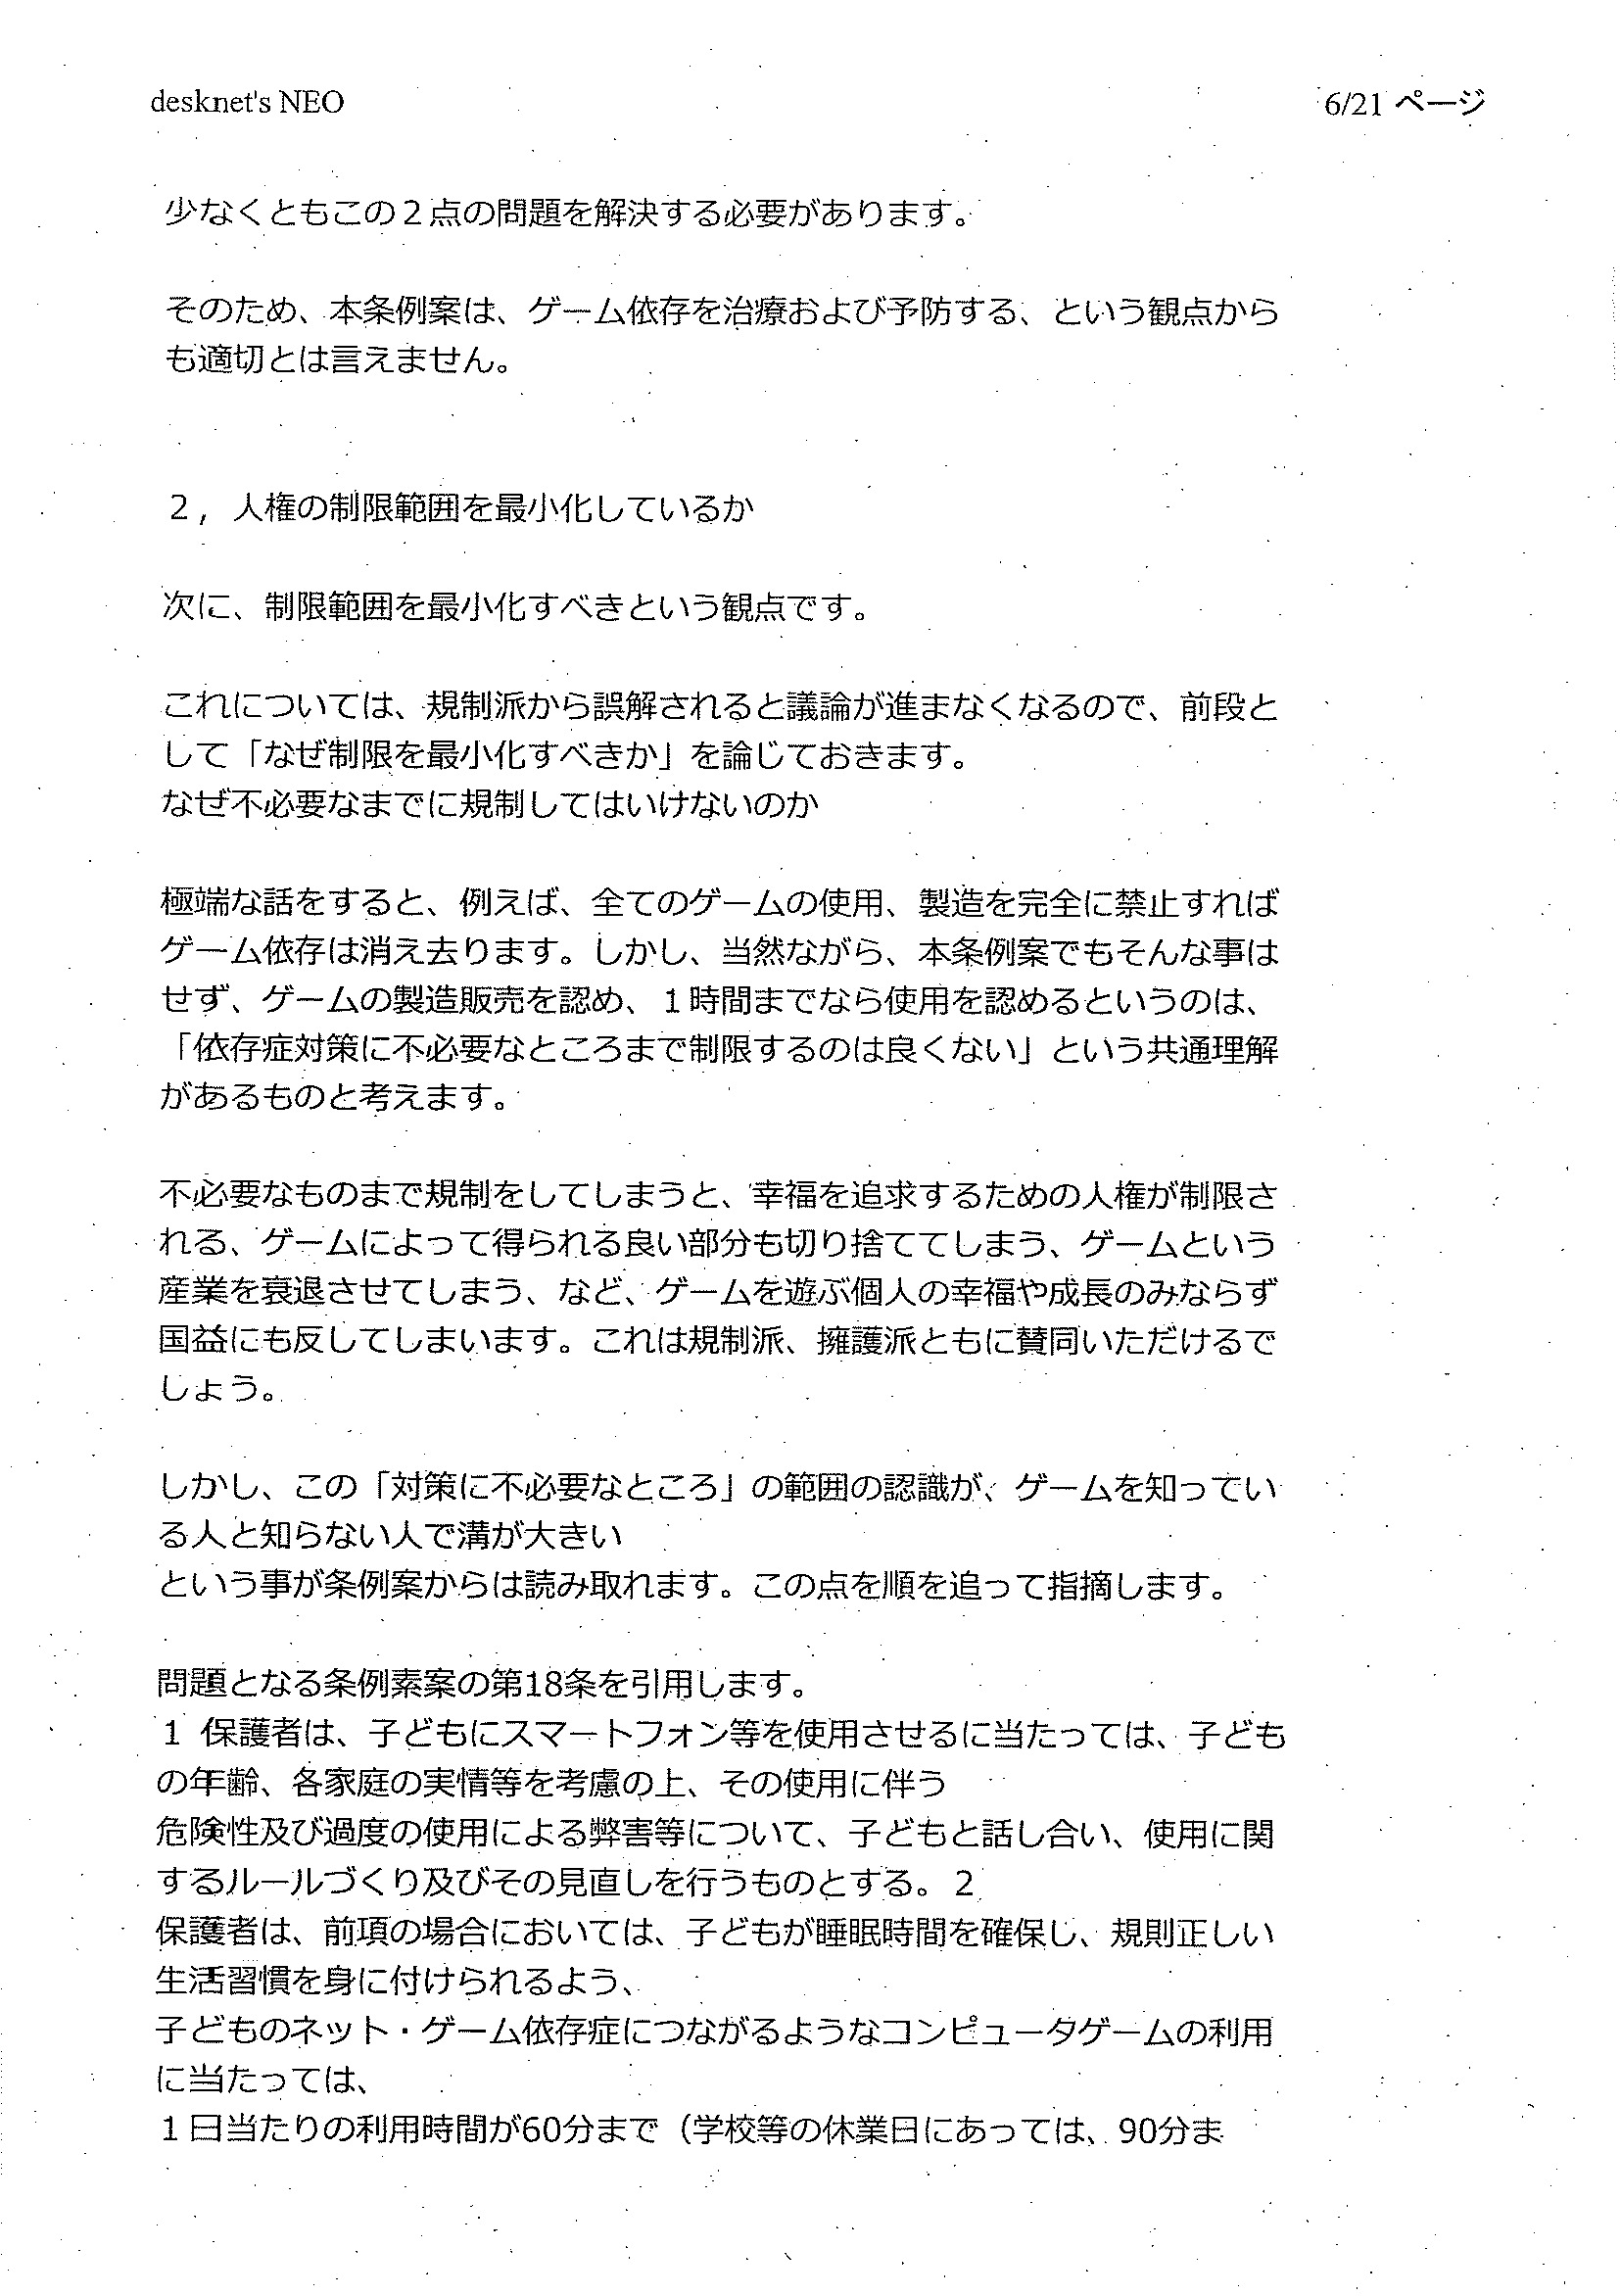 desknet's NEO
6/21 ページ
少なくともこの２点の問題を解決する必要があります。
そのため、本条例案は、ゲーム依存を治療および予防する、という観点から
も適切とは言えません。
２，人権の制限範囲を最小化しているか
次に、制限範囲を最小化すべきという観点です。
これについては、規制派から誤解されると議論が進まなくなるので、前段と
して「なぜ制限を最小化すべきか」を論じておきます。
なぜ不必要なまでに規制してはいけないのか
極端な話をすると、例えば、全てのゲームの使用、製造を完全に禁止すれば
ゲーム依存は消え去ります。しかし、当然ながら、本条例案でもそんな事は
せず、ゲームの製造販売を認め、１時間までなら使用を認めるというのは、
「依存症対策に不必要なところまで制限するのは良くない」という共通理解
があるものと考えます。
不必要なものまで規制をしてしまうと、幸福を追求するための人権が制限さ
れる、ゲームによって得られる良い部分も切り捨ててしまう、ゲームという
産業を衰退させてしまう、など、ゲームを遊ぶ個人の幸福や成長のみならず
国益にも反してしまいます。これは規制派、擁護派ともに賛同いただけるで
しょう。
しかし、この「対策に不必要なところ」の範囲の認識が、ゲームを知ってい
る人と知らない人で溝が大きい
という事が条例案からは読み取れます。この点を順を追って指摘します。
問題となる条例素案の第18条を引用します。
１ 保護者は、子どもにスマートフォン等を使用させるに当たっては、子ども
の年齢、各家庭の実情等を考慮の上、その使用に伴う
危険性及び過度の使用による弊害等について、子どもと話し合い、使用に関
するルールづくり及びその見直しを行うものとする。２
保護者は、前項の場合においては、子どもが睡眠時間を確保し、規則正しい
生活習慣を身に付けられるよう、
子どものネット・ゲーム依存症につながるようなコンピュータゲームの利用
に当たっては、
１日当たりの利用時間が60分まで（学校等の休業日にあっては、90分ま